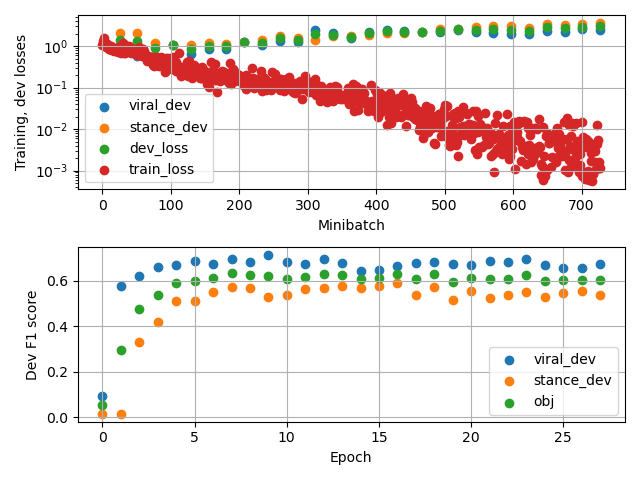 Training, dev losses
10⁰
10⁻¹
10⁻²
10⁻³
viral_dev
stance_dev
dev_loss
train_loss
0 100 200 300 400 500 600 700
Minibatch
Dev F1 score
0.6
0.4
0.2
0.0
viral_dev
stance_dev
obj
0 5 10 15 20 25
Epoch